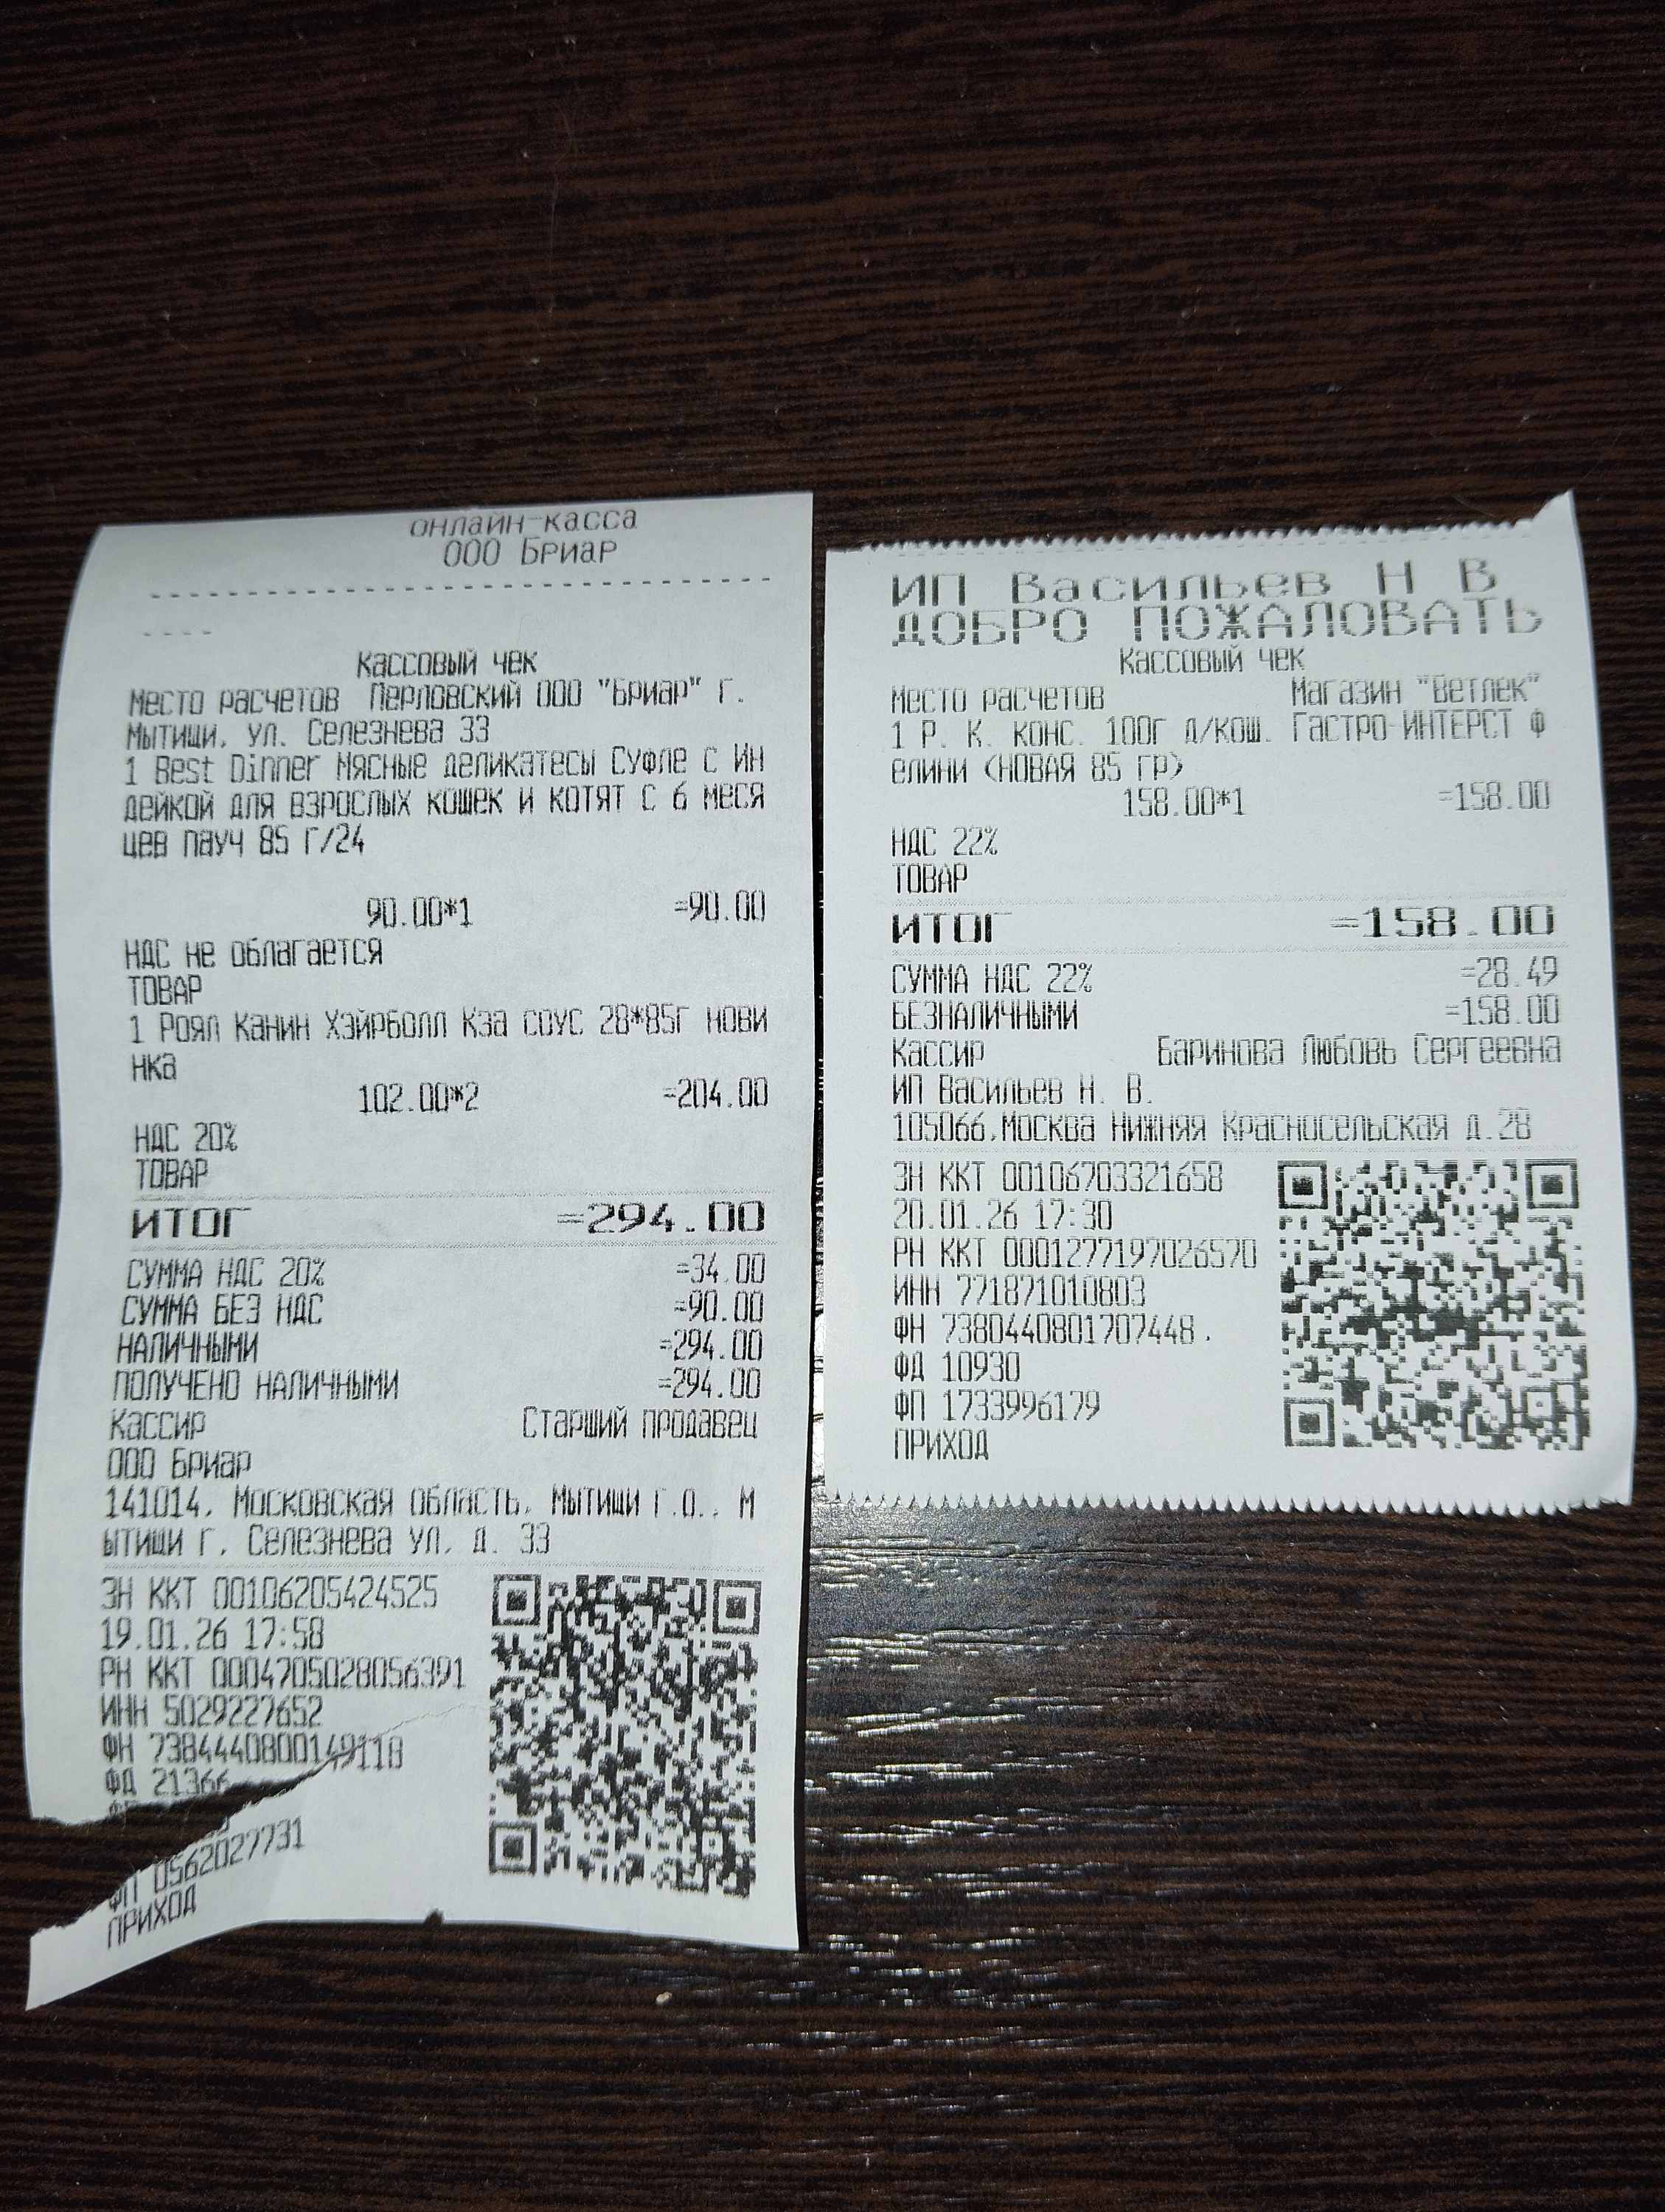 онлайн-касса
ООО Бриар
--------------------------------------------
----
Кассовый чек
Место расчетов Перловский ООО "Бриар" г.
Мытищи, ул. Селезнева 33
1 Best Dinner Мясные деликатесы Суфле с Ин
дейкой для взрослых кошек и котят с 6 меся
цев пауч 85 г/24
90.00*1 =90.00
НДС не облагается
ТОВАР
1 Роял Канин Хэйрболл Кэа соус 28*85г нови
нка
102.00*2 =204.00
НДС 20%
ТОВАР
ИТОГ =294.00
СУММА НДС 20% =34.00
СУММА БЕЗ НДС =90.00
НАЛИЧНЫМИ =294.00
ПОЛУЧЕНО НАЛИЧНЫМИ =294.00
Кассир Старший продавец
ООО Бриар
141014, Московская область, Мытищи г.о., М
ытищи г, Селезнева ул, д. 33
ЗН ККТ 00106205424525
19.01.26 17:58
РН ККТ 0004705028056391
ИНН 5029227652
ФН 7384440800149118
ФД 21366
ФП 0562027731
ПРИХОД
ИП Васильев Н В
ДОБРО ПОЖАЛОВАТЬ
Кассовый чек
Место расчетов Магазин "Ветлек"
1 Р. К. конс. 100г д/кош. Гастро-ИНТЕРСТ Ф
елини (НОВАЯ 85 ГР)
158.00*1 =158.00
НДС 22%
ТОВАР
ИТОГ =158.00
СУММА НДС 22% =28.49
БЕЗНАЛИЧНЫМИ =158.00
Кассир Баринова Любовь Сергеевна
ИП Васильев Н. В.
105066,Москва Нижняя Красносельская д.28
ЗН ККТ 00106703321658
20.01.26 17:30
РН ККТ 0001277197026570
ИНН 771871010803
ФН 7380440801707448.
ФД 10930
ФП 1733996179
ПРИХОД